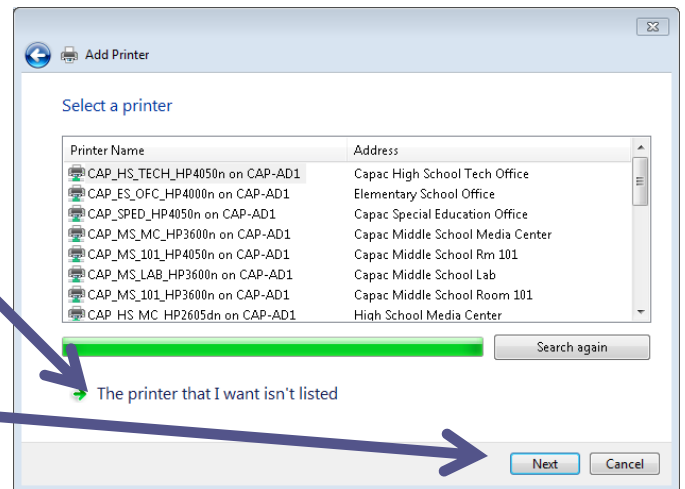 Add Printer
Select a printer
Printer Name Address
CAP_HS_TECH_HP4050n on CAP-AD1 Capac High School Tech Office
CAP_ES_OFC_HP4000n on CAP-AD1 Elementary School Office
CAP_SPED_HP4050n on CAP-AD1 Capac Special Education Office
CAP_MS_MC_HP3600n on CAP-AD1 Capac Middle School Media Center
CAP_MS_101_HP4050n on CAP-AD1 Capac Middle School Rm 101
CAP_MS_LAB_HP3600n on CAP-AD1 Capac Middle School Lab
CAP_MS_101_HP3600n on CAP-AD1 Capac Middle School Room 101
CAP_HS_MC_HP2605dn on CAP-AD1 High School Media Center
Search again
The printer that I want isn't listed
Next Cancel